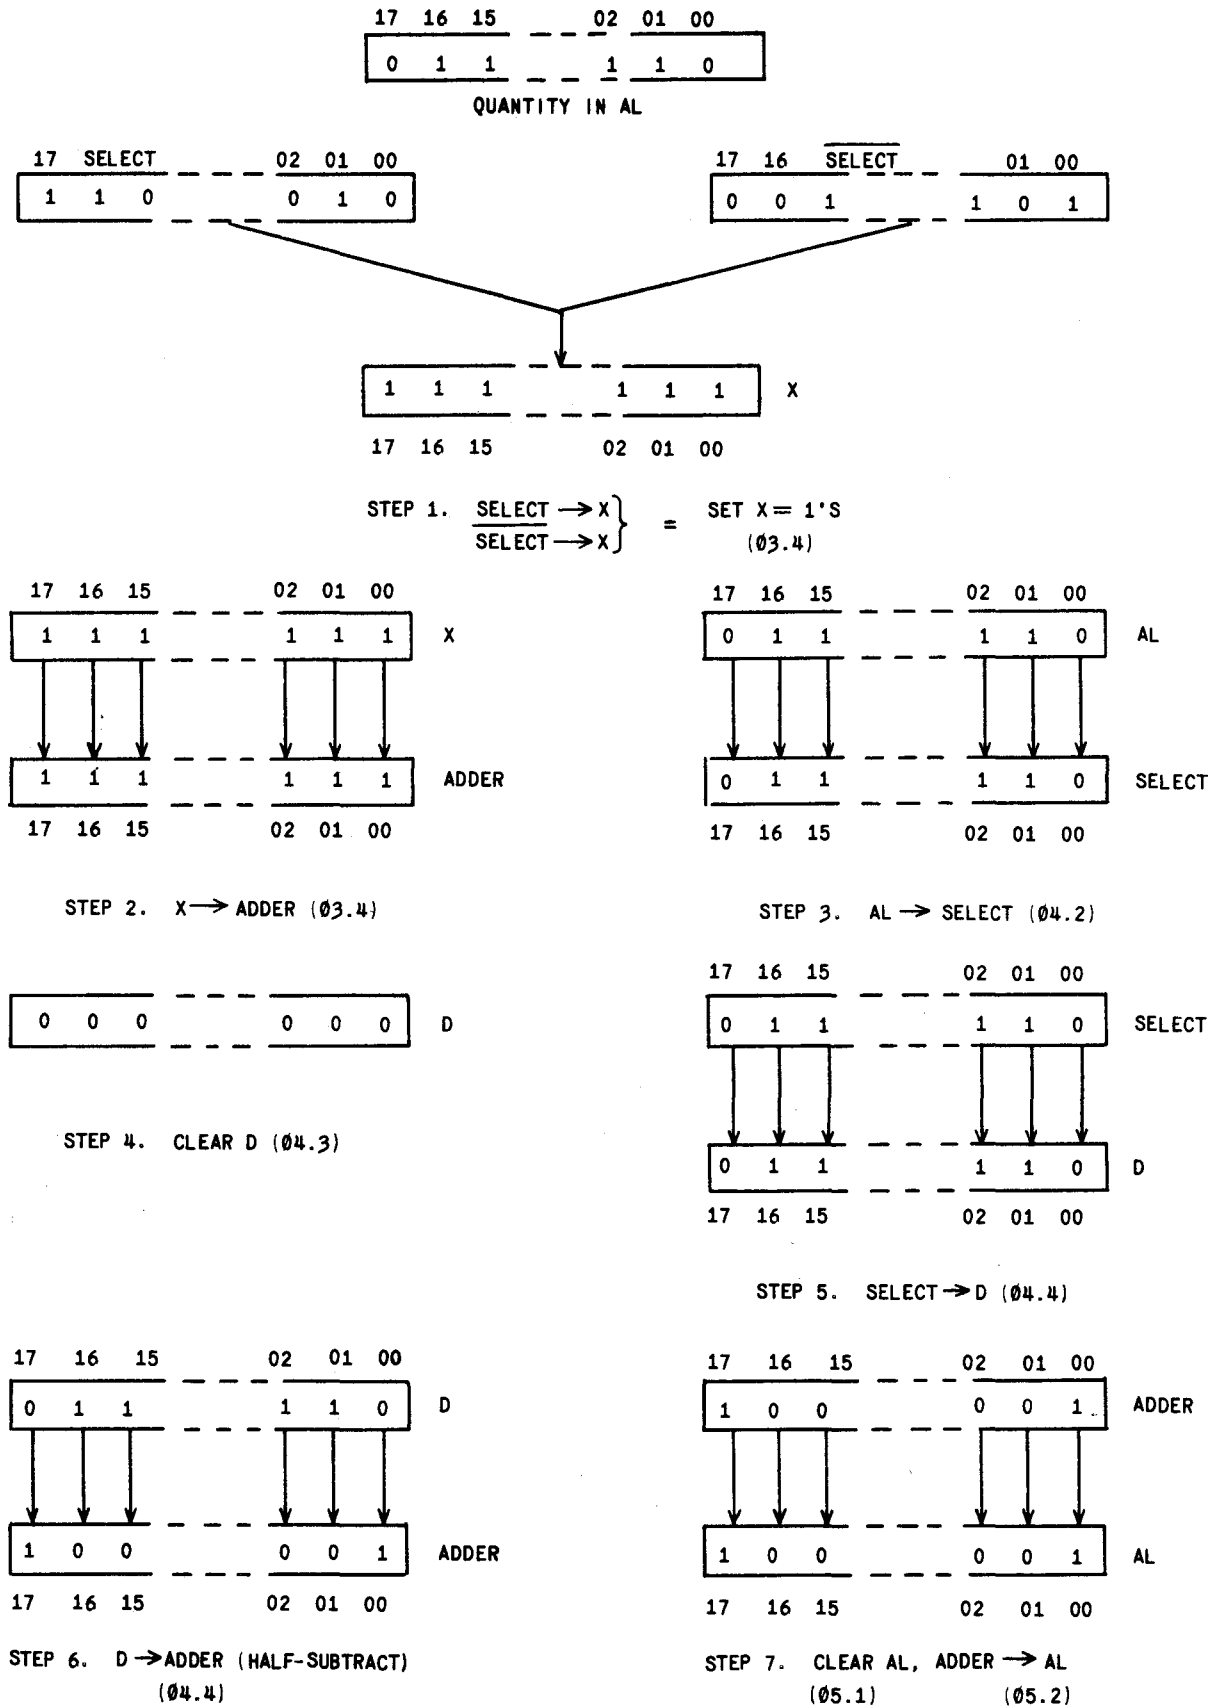 17 16 15 02 01 00
0 1 1 1 1 0
QUANTITY IN AL
17 SELECT 02 01 00
1 1 0 0 1 0
17 16 SELECT 01 00
0 0 1 1 0 1
1 1 1 1 1 1 X
17 16 15 02 01 00
STEP 1. SELECT → X } = SET X = 1'S
SELECT → X (Ø3.4)
17 16 15 02 01 00
1 1 1 1 1 1 X
1 1 1 1 1 1 ADDER
17 16 15 02 01 00
STEP 2. X → ADDER (Ø3.4)
17 16 15 02 01 00
0 1 1 1 1 0 AL
0 1 1 1 1 0 SELECT
17 16 15 02 01 00
STEP 3. AL → SELECT (Ø4.2)
0 0 0 0 0 0 D
STEP 4. CLEAR D (Ø4.3)
17 16 15 02 01 00
0 1 1 1 1 0 SELECT
0 1 1 1 1 0 D
17 16 15 02 01 00
STEP 5. SELECT → D (Ø4.4)
17 16 15 02 01 00
0 1 1 1 1 0 D
1 0 0 0 0 1 ADDER
17 16 15 02 01 00
STEP 6. D → ADDER (HALF-SUBTRACT)
(Ø4.4)
17 16 15 02 01 00
1 0 0 0 0 1 ADDER
1 0 0 0 0 1 AL
17 16 15 02 01 00
STEP 7. CLEAR AL, ADDER → AL
(Ø5.1) (Ø5.2)